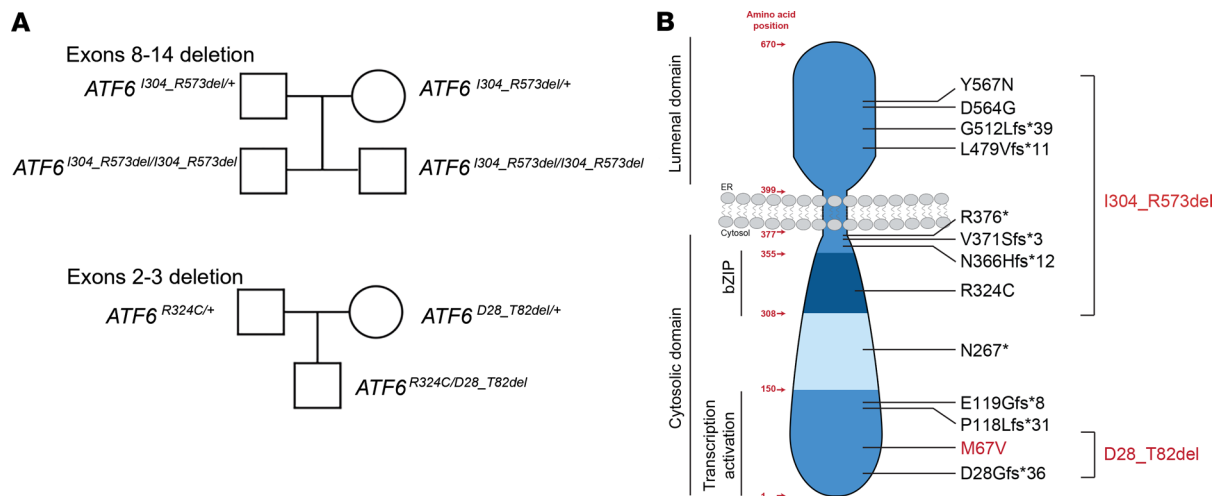 A
Exons 8-14 deletion
ATF6 I304_R573del/+
ATF6 I304_R573del/+
ATF6 I304_R573del/I304_R573del
ATF6 I304_R573del/I304_R573del
Exons 2-3 deletion
ATF6 R324C/+
ATF6 D28_T82del/+
ATF6 R324C/D28_T82del
B
Amino acid
position
670
Lumenal domain
ER
399
Cytosol
377
355
bZIP
308
Cytosolic domain
150
Transcription
activation
1
Y567N
D564G
G512Lfs*39
L479Vfs*11
I304_R573del
R376*
V371Sfs*3
N366Hfs*12
R324C
N267*
E119Gfs*8
P118Lfs*31
M67V
D28_T82del
D28Gfs*36